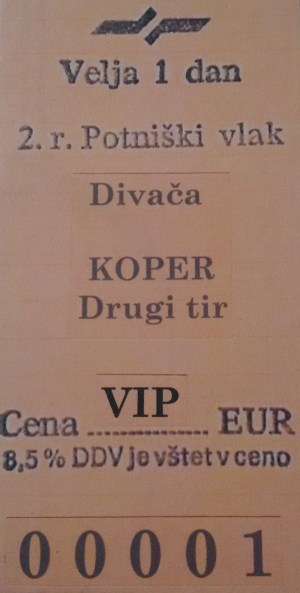 Velja 1 dan
2. r. Potniški vlak
Divača
KOPER
Drugi tir
VIP
Cena ............... EUR
8,5 % DDV je vštet v ceno
00001